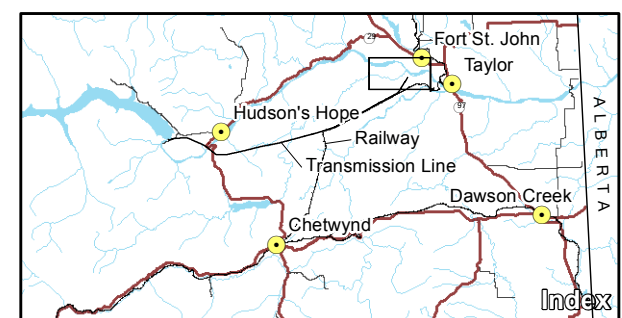 29
Fort St. John
Taylor
Hudson's Hope
97
Railway
Transmission Line
ALBERTA
Dawson Creek
Chetwynd
Index